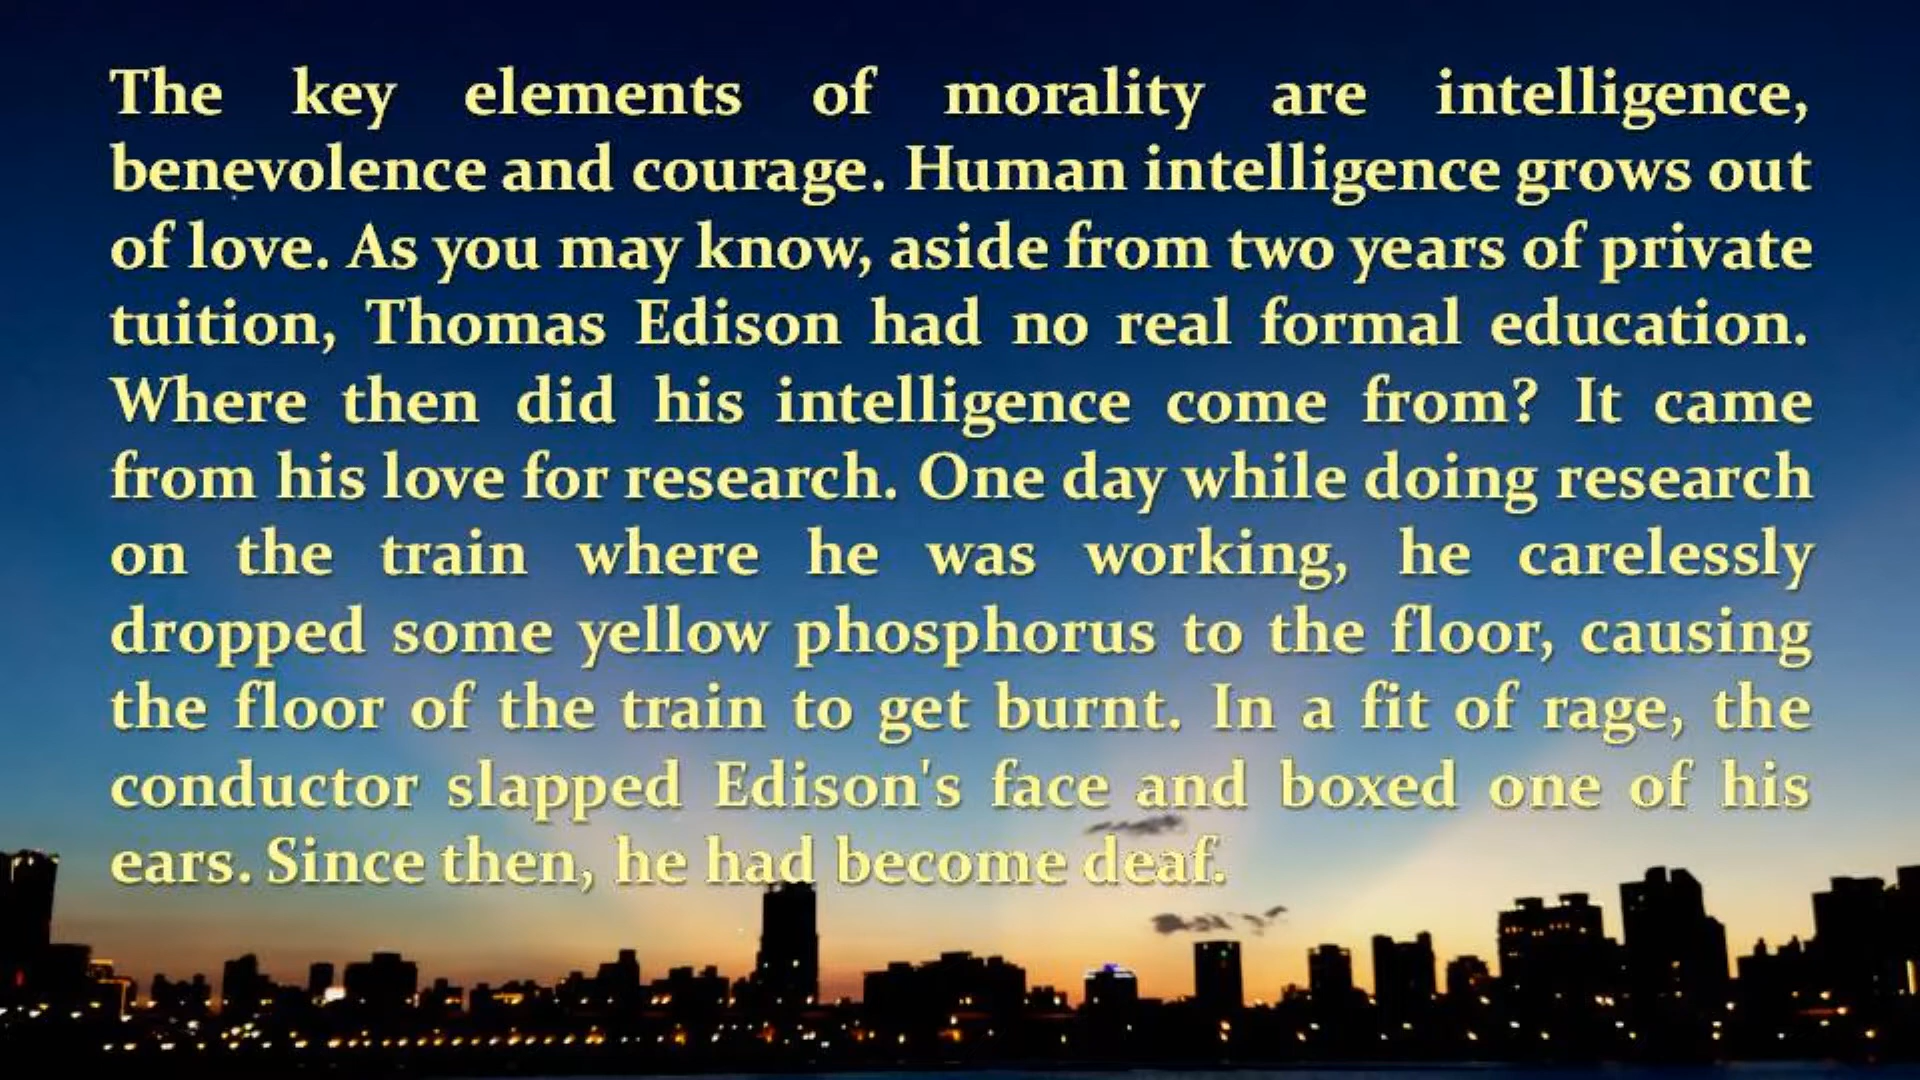 The key elements of morality are intelligence,
benevolence and courage. Human intelligence grows out
of love. As you may know, aside from two years of private
tuition, Thomas Edison had no real formal education.
Where then did his intelligence come from? It came
from his love for research. One day while doing research
on the train where he was working, he carelessly
dropped some yellow phosphorus to the floor, causing
the floor of the train to get burnt. In a fit of rage, the
conductor slapped Edison's face and boxed one of his
ears. Since then, he had become deaf.